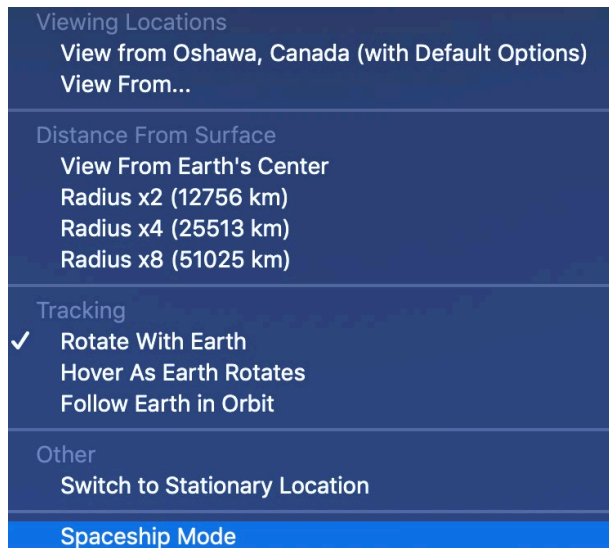 Viewing Locations
View from Oshawa, Canada (with Default Options)
View From...
Distance From Surface
View From Earth's Center
Radius x2 (12756 km)
Radius x4 (25513 km)
Radius x8 (51025 km)
Tracking
✓ Rotate With Earth
Hover As Earth Rotates
Follow Earth in Orbit
Other
Switch to Stationary Location
Spaceship Mode